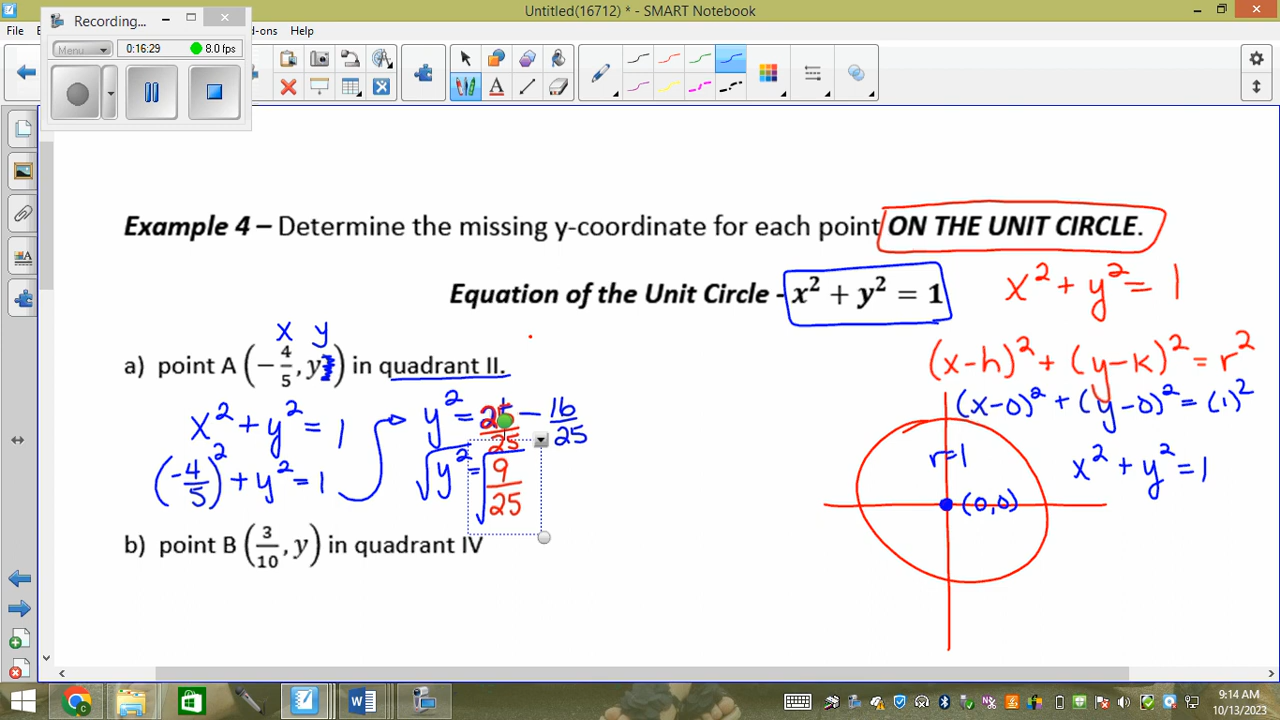 Untitled(16712) * - SMART Notebook
Recording...
File
d-ons
Help
Menu
0:16:29
8.0 fps
Example 4 – Determine the missing y-coordinate for each point ON THE UNIT CIRCLE.
Equation of the Unit Circle - x² + y² = 1
x² + y² = 1
(x-h)² + (y-k)² = r²
(x-0)² + (y-0)² = (1)²
x² + y² = 1
r=1
(0,0)
x y
a) point A (−4/5, y) in quadrant II.
x² + y² = 1
(-4/5)² + y² = 1
y² = 25/25 − 16/25
√y² = √9/25
b) point B (3/10, y) in quadrant IV
9:14 AM
10/13/2023